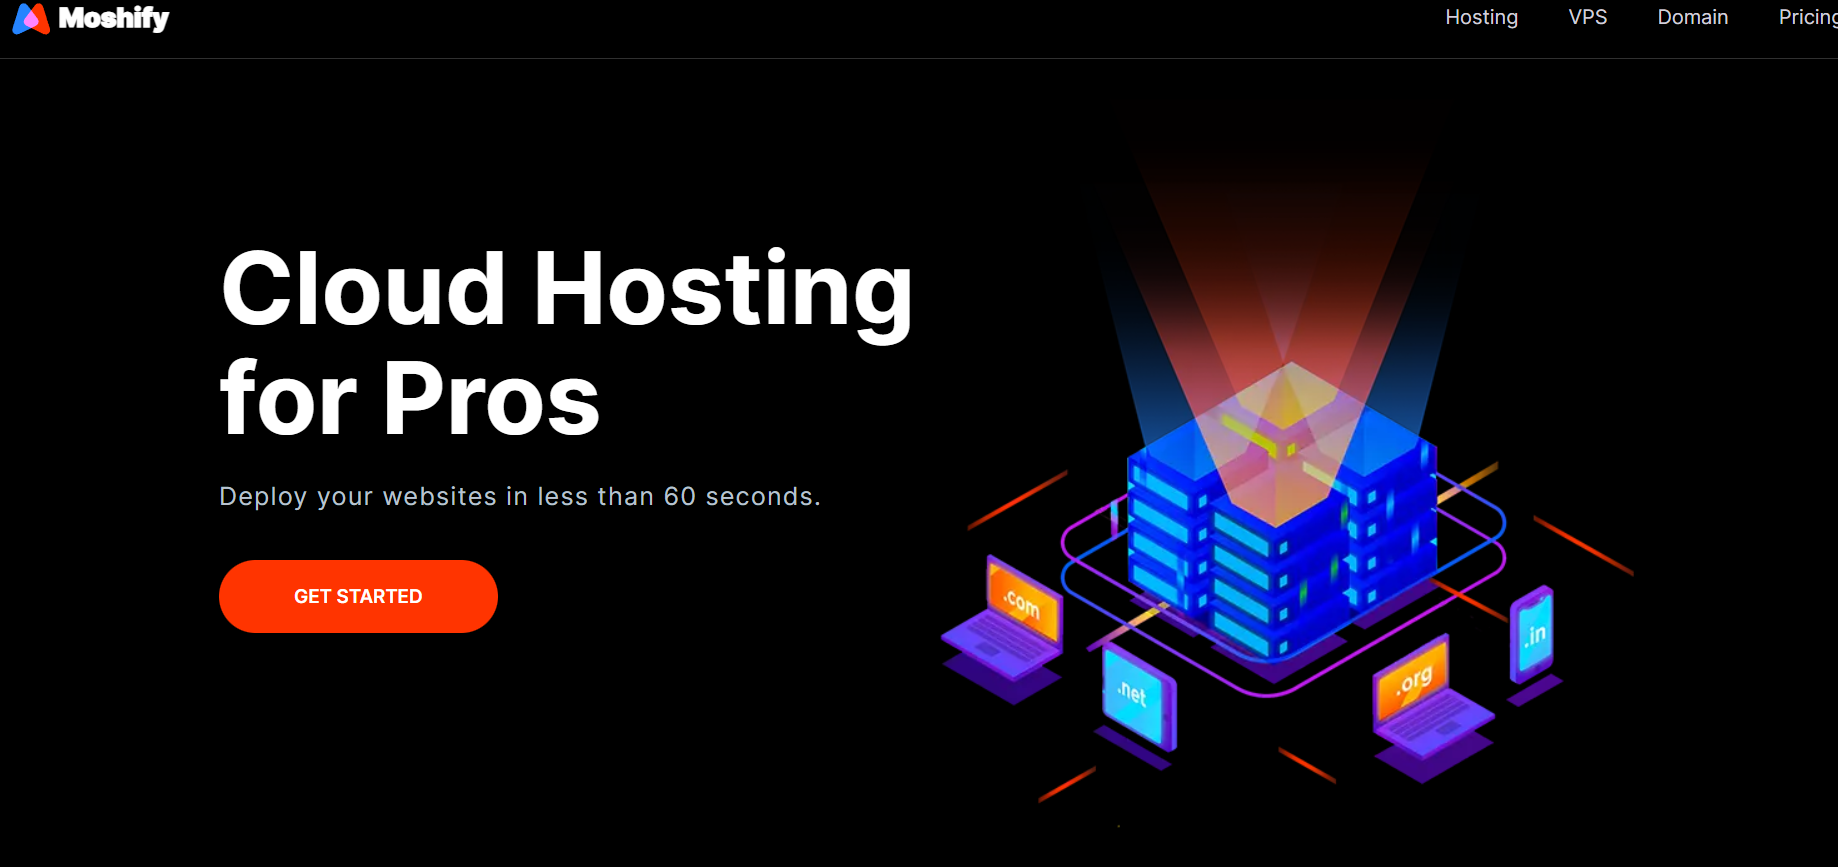 Moshify
Hosting VPS Domain Pricing
Cloud Hosting
for Pros
Deploy your websites in less than 60 seconds.
GET STARTED
.com
.net
.org
.in